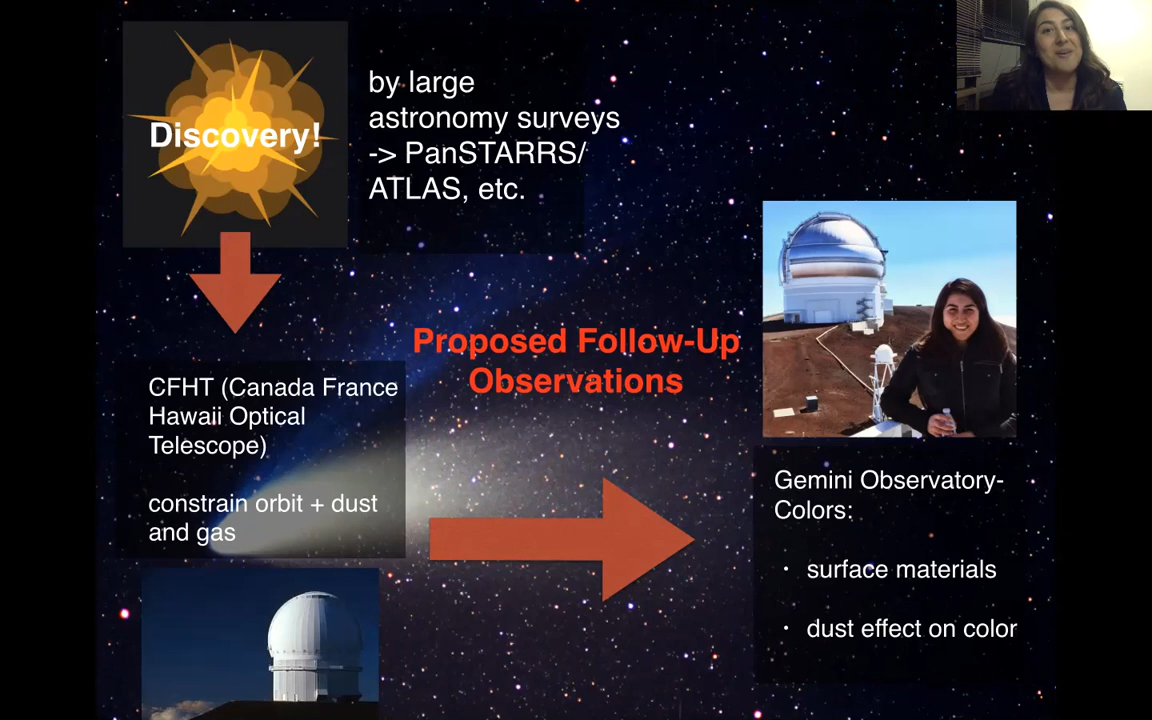 Discovery!
by large
astronomy surveys
-> PanSTARRS/
ATLAS, etc.
Proposed Follow-Up
Observations
CFHT (Canada France
Hawaii Optical
Telescope)
constrain orbit + dust
and gas
Gemini Observatory-
Colors:
• surface materials
• dust effect on color